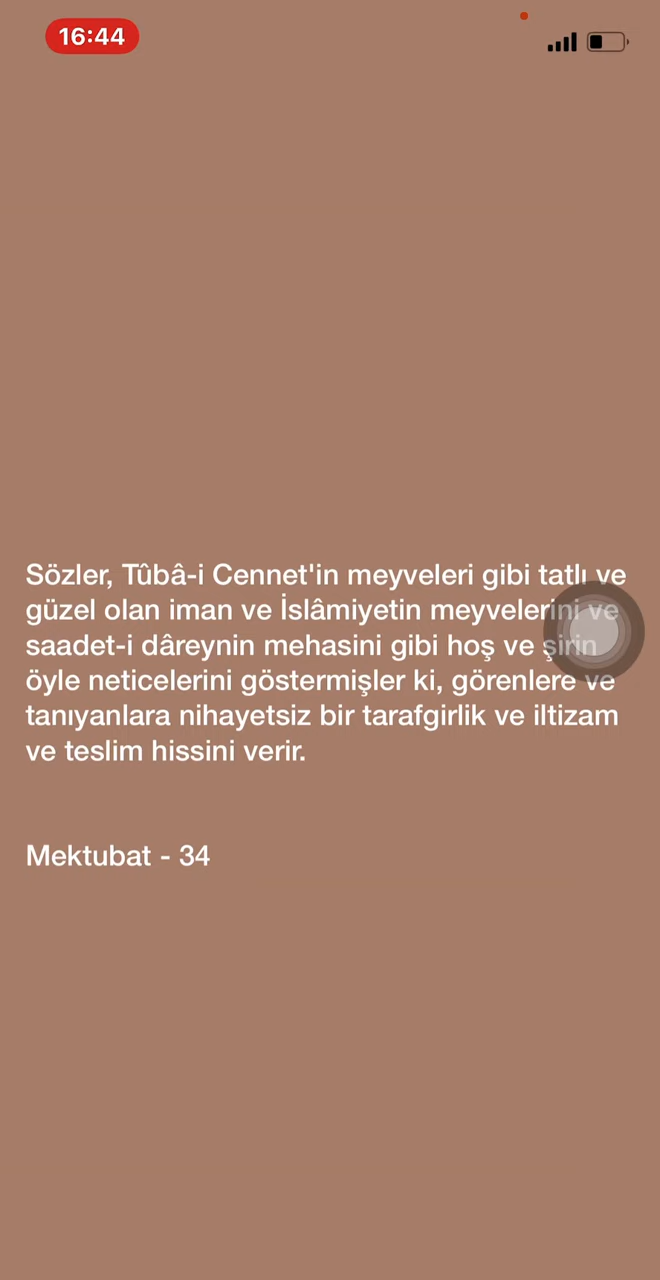 16:44
Sözler, Tûbâ-i Cennet'in meyveleri gibi tatlı ve
güzel olan iman ve İslâmiyetin meyvelerini ve
saadet-i dâreynin mehasini gibi hoş ve şirin
öyle neticelerini göstermişler ki, görenlere ve
tanıyanlara nihayetsiz bir tarafgirlik ve iltizam
ve teslim hissini verir.
Mektubat - 34